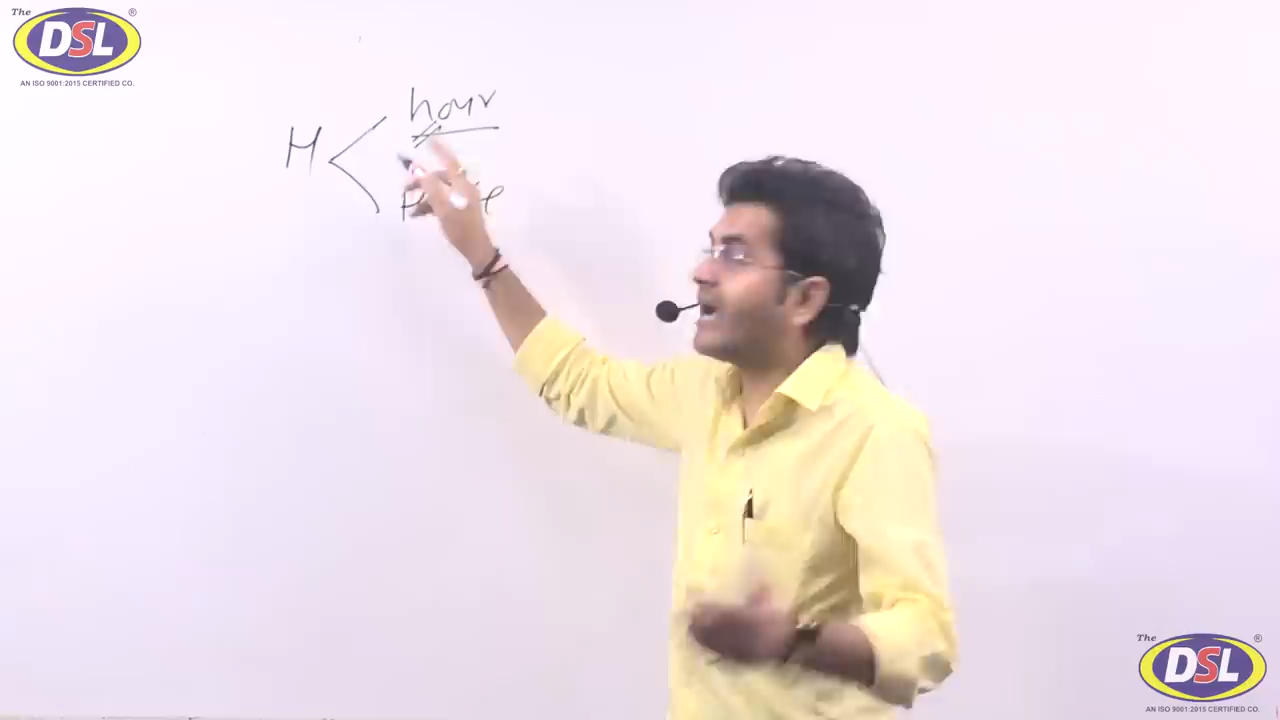 The
DSL
®
AN ISO 9001:2015 CERTIFIED CO.
hour
H
The
DSL
®
AN ISO 9001:2015 CERTIFIED CO.